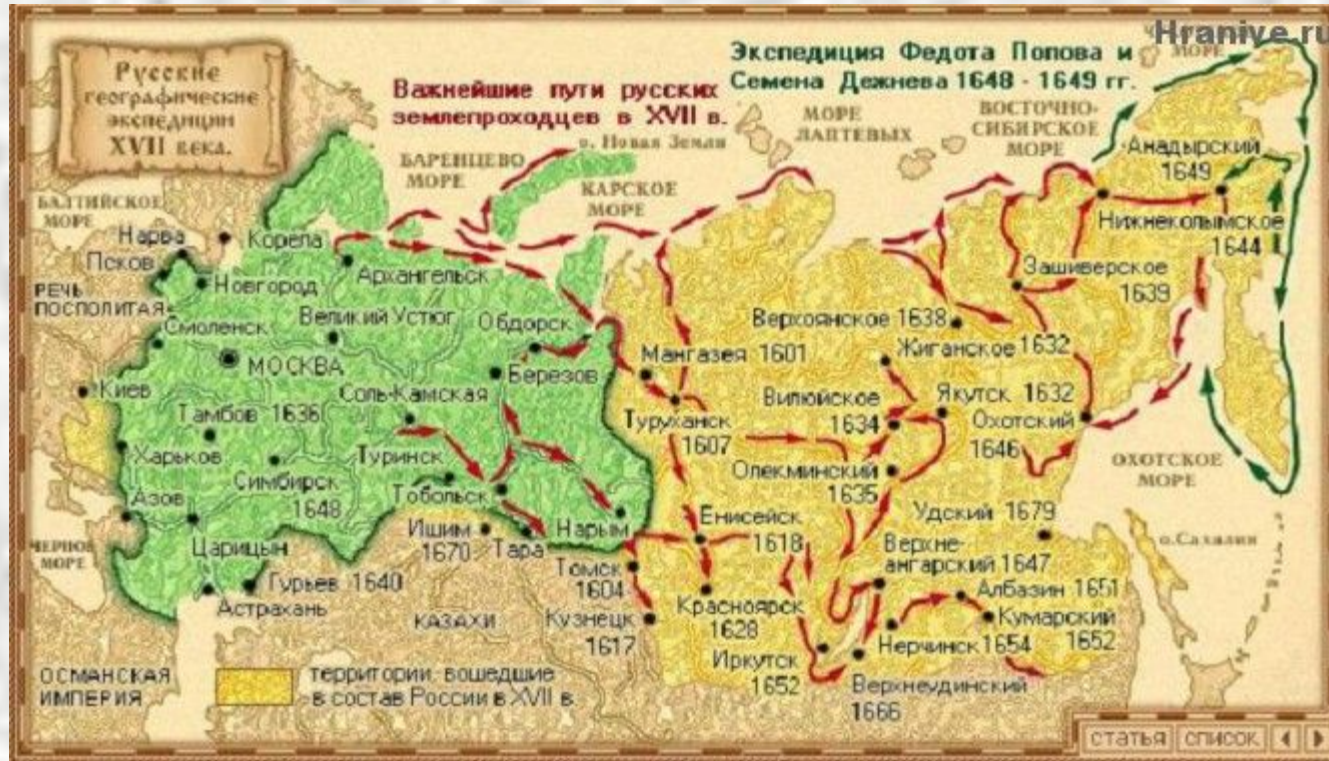 Hranive.ru
Русские
географические
экспедиции
XVII века.
Экспедиция Федота Попова и
Семена Дежнева 1648 - 1649 гг.
Важнейшие пути русских
землепроходцев в XVII в.
МОРЕ
о. Новая Земля
БАРЕНЦЕВО
МОРЕ
КАРСКОЕ
МОРЕ
МОРЕ
ЛАПТЕВЫХ
ВОСТОЧНО-
СИБИРСКОЕ
МОРЕ
Анадырский
1649
БАЛТИЙСКОЕ
МОРЕ
Нарва
Корела
Псков
Новгород
Архангельск
Нижнеколымское
1644
Зашиверское
1639
РЕЧЬ
ПОСПОЛИТАЯ
Смоленск
Великий Устюг
Обдорск
Верхоянское 1638
МОСКВА
Мангазея 1601
Жиганское 1632
Киев
Соль-Камская
Березов
Тамбов 1636
Туруханск
1607
Вилюйское
1634
Якутск 1632
Охотский
1646
Харьков
Туринск
Симбирск
1648
Тобольск
Олекминский
1635
ОХОТСКОЕ
МОРЕ
Азов
Царицын
Ишим
1670
Тара
Нарым
Енисейск
1618
Удский 1679
о.Сахалин
ЧЕРНОЕ
МОРЕ
Гурьев 1640
Астрахань
Томск
1604
Верхне-
ангарский 1647
Албазин 1651
КАЗАХИ
Кузнецк
1617
Красноярск
1628
Кумарский
1652
Нерчинск 1654
Иркутск
1652
Верхнеудинский
1666
ОСМАНСКАЯ
ИМПЕРИЯ
территории, вошедшие
в состав России в XVII в.
статья
список